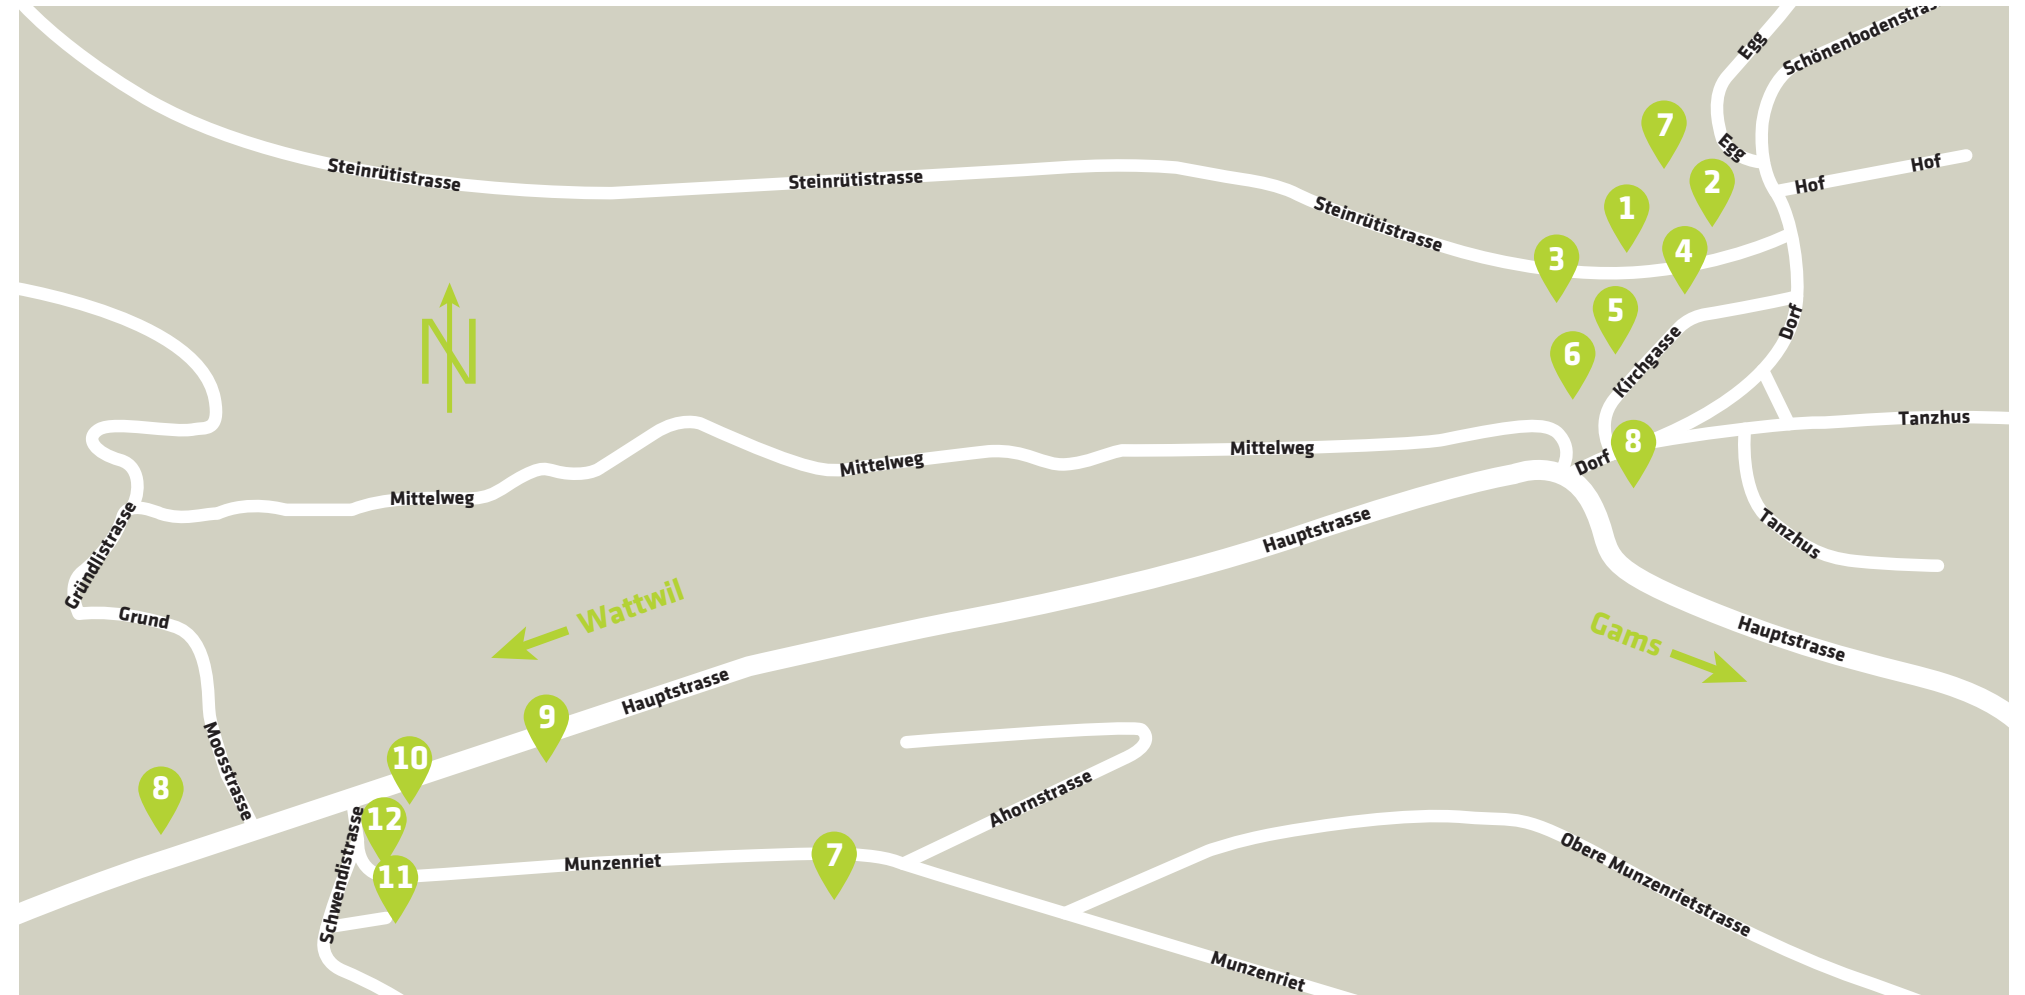 Egg
Schönenbodenstras
7
Egg
Hof
Hof
Steinrütistrasse
Steinrütistrasse
2
1
Steinrütistrasse
4
3
5
Dorf
N
6
Kirchgasse
Tanzhus
8
Mittelweg
Mittelweg
Dorf
Mittelweg
Hauptstrasse
Tanzhus
Gründlistrasse
Grund
Wattwil
Gams
Hauptstrasse
Hauptstrasse
9
Moosstrasse
10
8
12
Ahornstrasse
Schwendistrasse
Munzenriet
7
11
Obere Munzenrietstrasse
Munzenriet